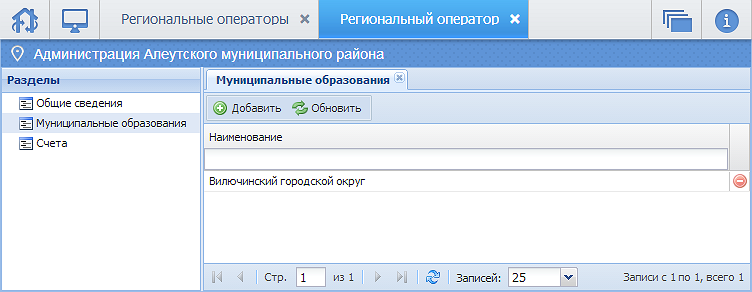 Региональные операторы
Региональный оператор
Администрация Алеутского муниципального района
Разделы
Общие сведения
Муниципальные образования
Счета
Муниципальные образования
Добавить Обновить
Наименование
Вилючинский городской округ
Стр. 1 из 1 Записей: 25 Записи с 1 по 1, всего 1